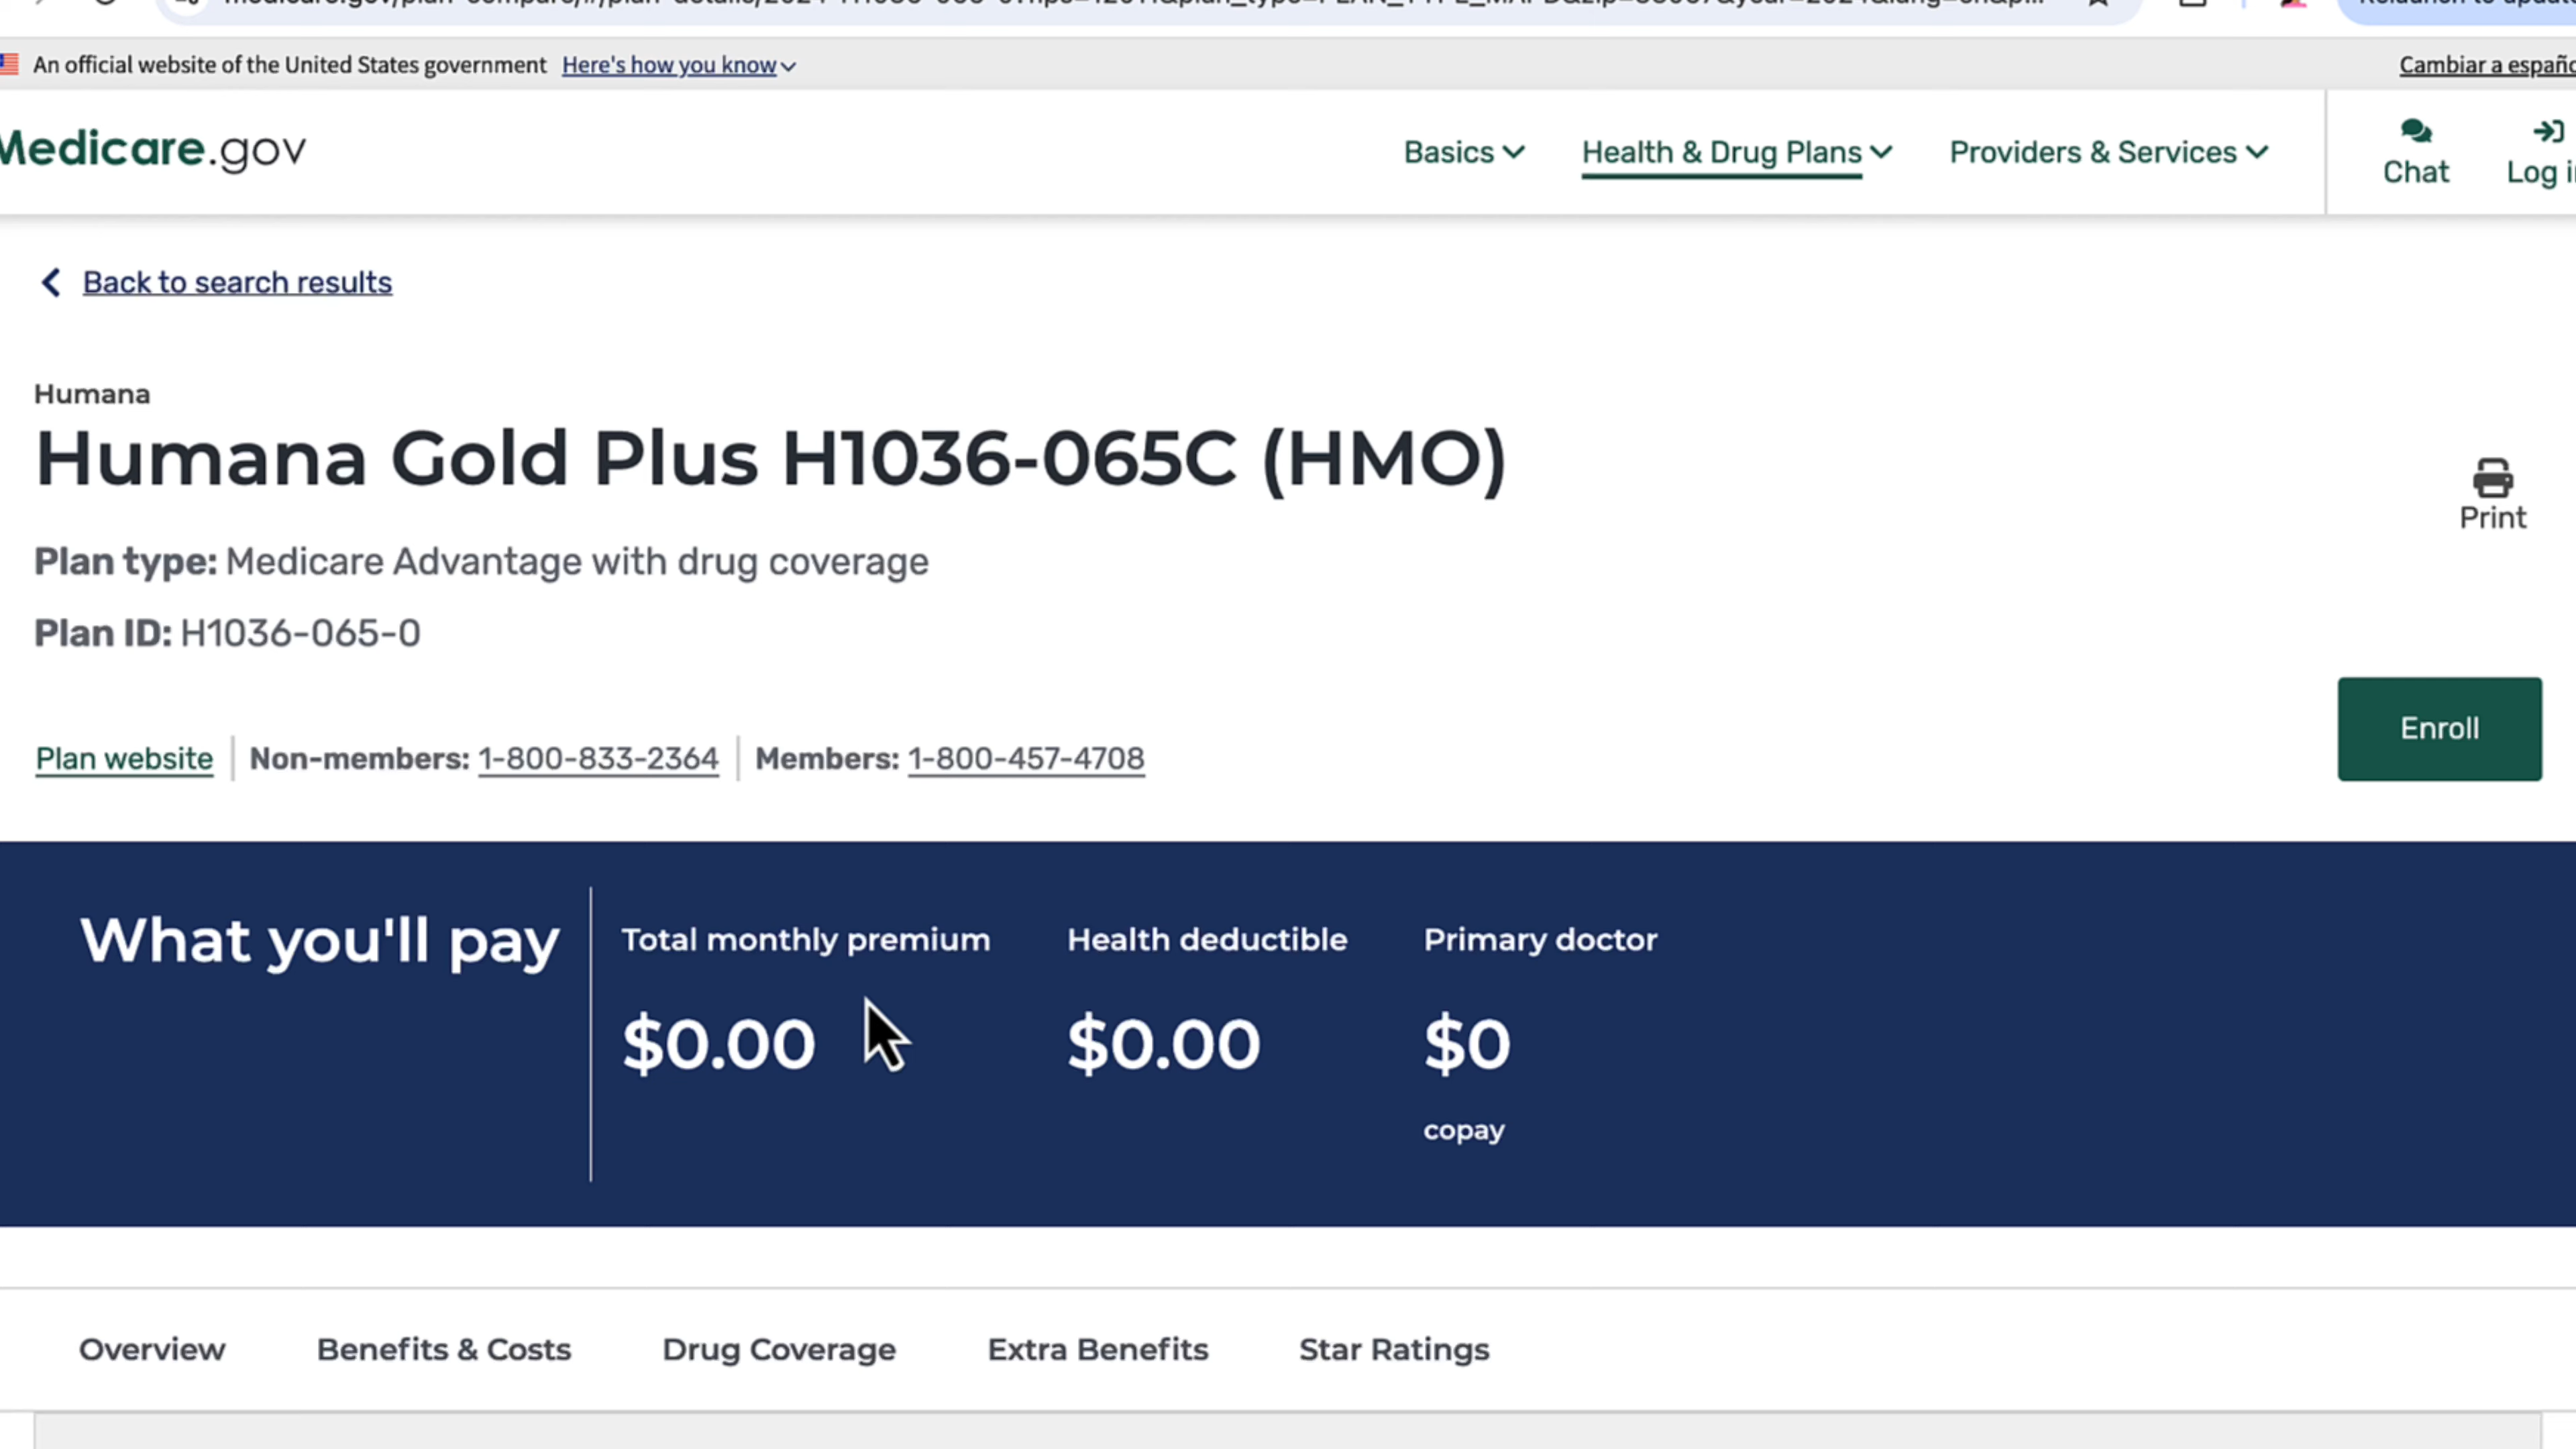 An official website of the United States government Here's how you know
Cambiar a españo
Medicare.gov
Basics
Health & Drug Plans
Providers & Services
Chat
Log i
Back to search results
Humana
Humana Gold Plus H1036-065C (HMO)
Print
Plan type: Medicare Advantage with drug coverage
Plan ID: H1036-065-0
Plan website
Non-members: 1-800-833-2364
Members: 1-800-457-4708
Enroll
What you'll pay
Total monthly premium
$0.00
Health deductible
$0.00
Primary doctor
$0
copay
Overview
Benefits & Costs
Drug Coverage
Extra Benefits
Star Ratings